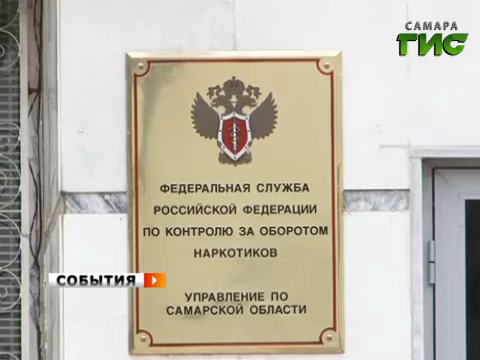 САМАРА
ГИС
ФЕДЕРАЛЬНАЯ СЛУЖБА
РОССИЙСКОЙ ФЕДЕРАЦИИ
ПО КОНТРОЛЮ ЗА ОБОРОТОМ
НАРКОТИКОВ
СОБЫТИЯ
УПРАВЛЕНИЕ ПО
САМАРСКОЙ ОБЛАСТИ